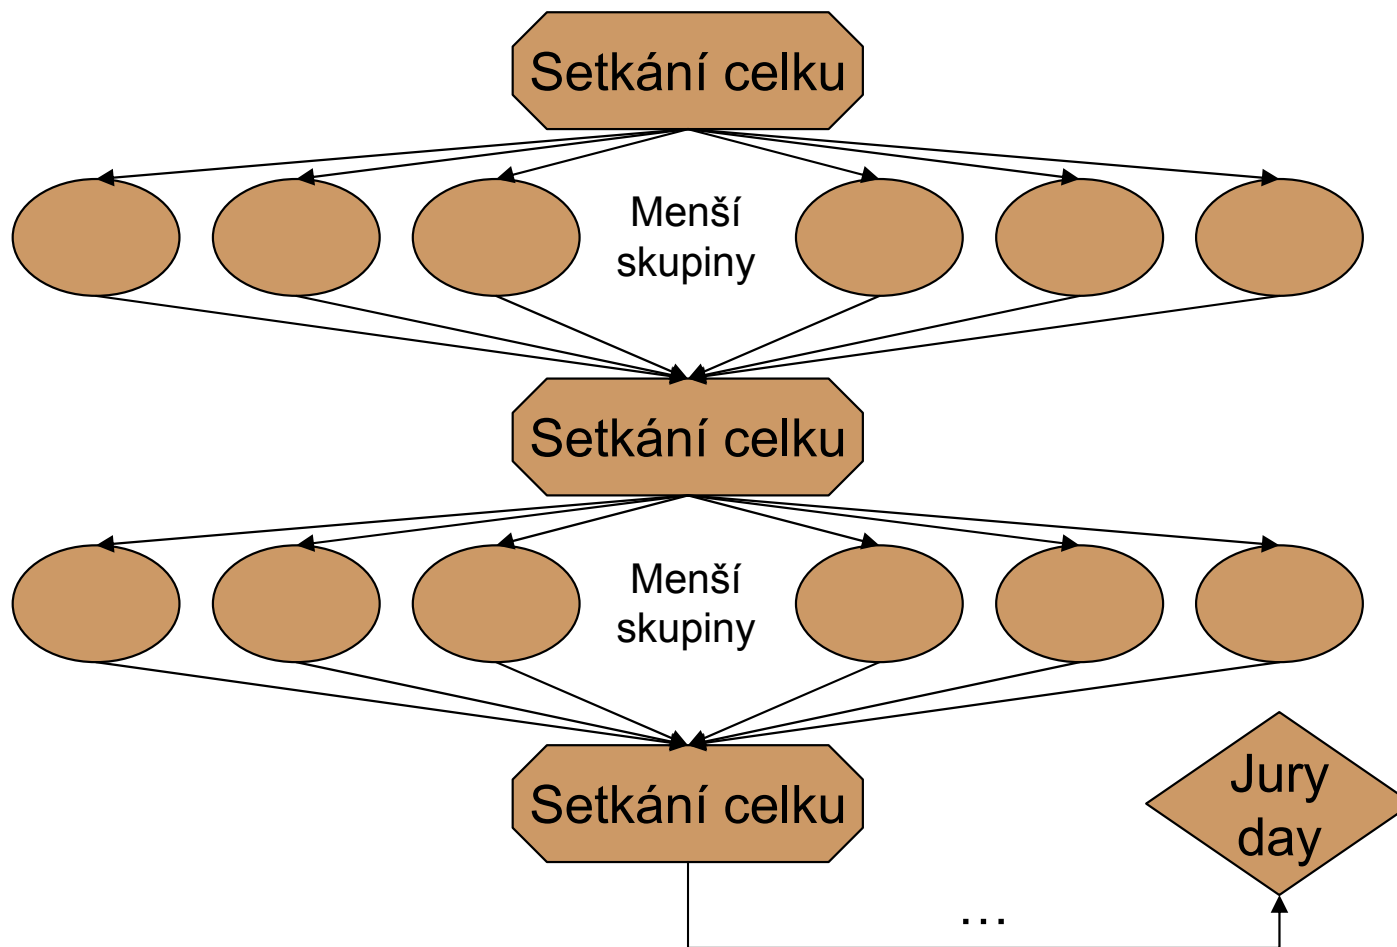 Setkání celku
Menší
skupiny
Setkání celku
Menší
skupiny
Setkání celku
Jury
day
…